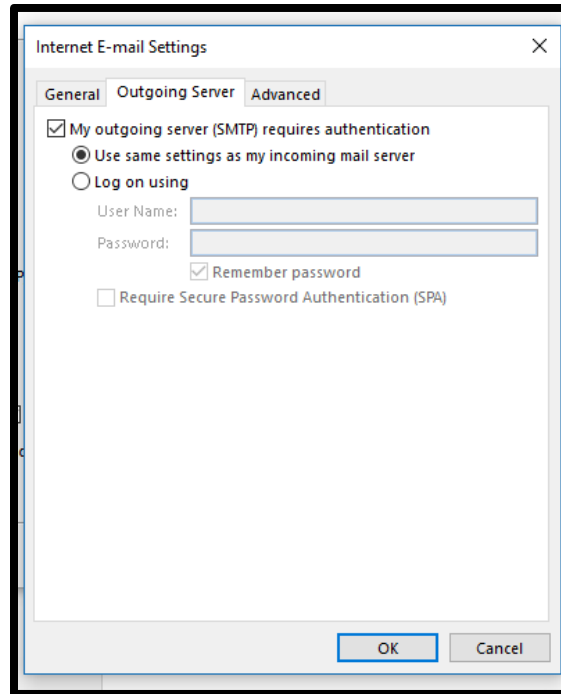 Internet E-mail Settings
General Outgoing Server Advanced
My outgoing server (SMTP) requires authentication
Use same settings as my incoming mail server
Log on using
User Name:
Password:
Remember password
Require Secure Password Authentication (SPA)
OK Cancel